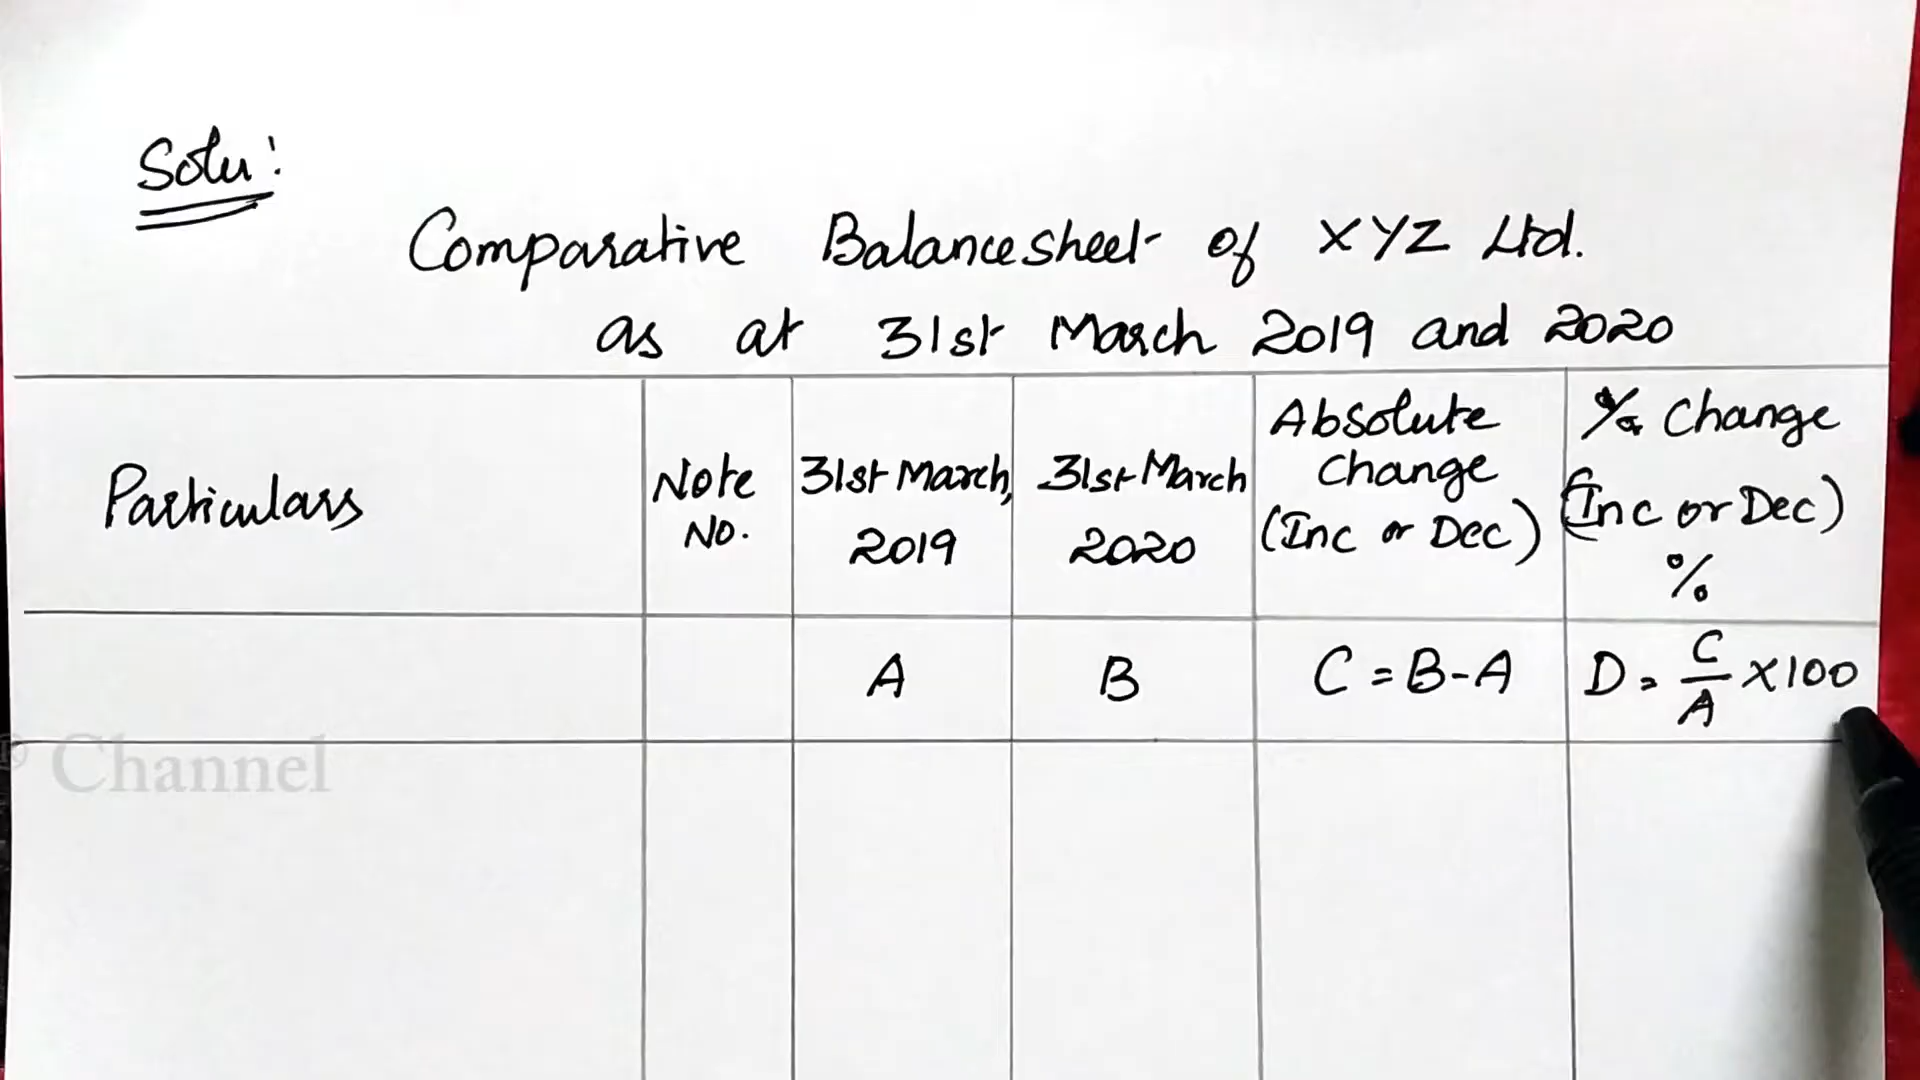 Solu:
Comparative Balancesheet of XYZ Ltd.
as at 31st March 2019 and 2020
Particulars
Note No.
31st March, 2019
31st March 2020
Absolute Change (Inc or Dec)
% Change (Inc or Dec) %
A
B
C = B - A
D = C/A × 100
Channel